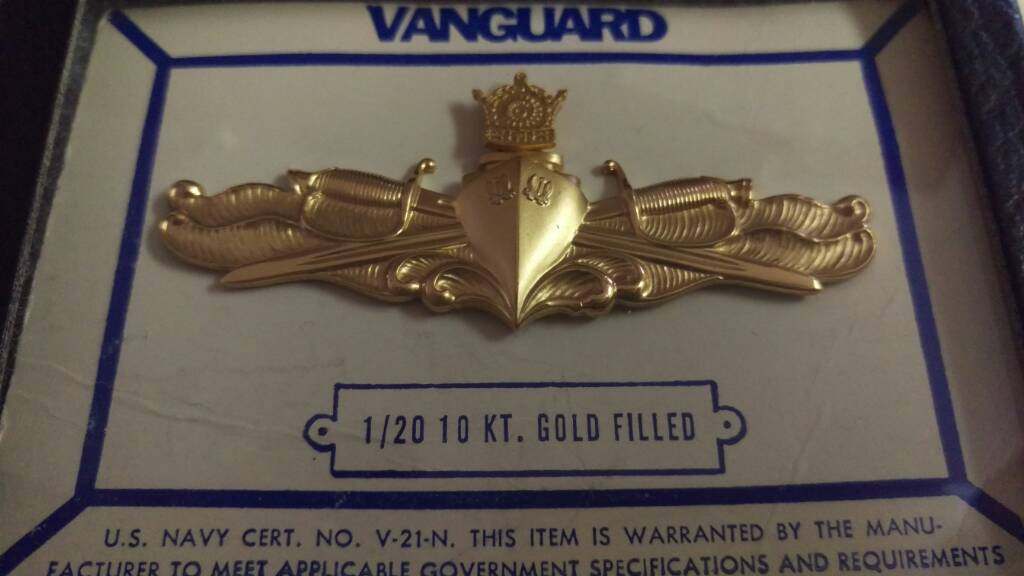 VANGUARD
1/20 10 KT. GOLD FILLED
U.S. NAVY CERT. NO. V-21-N. THIS ITEM IS WARRANTED BY THE MANU-
FACTURER TO MEET APPLICABLE GOVERNMENT SPECIFICATIONS AND REQUIREMENTS